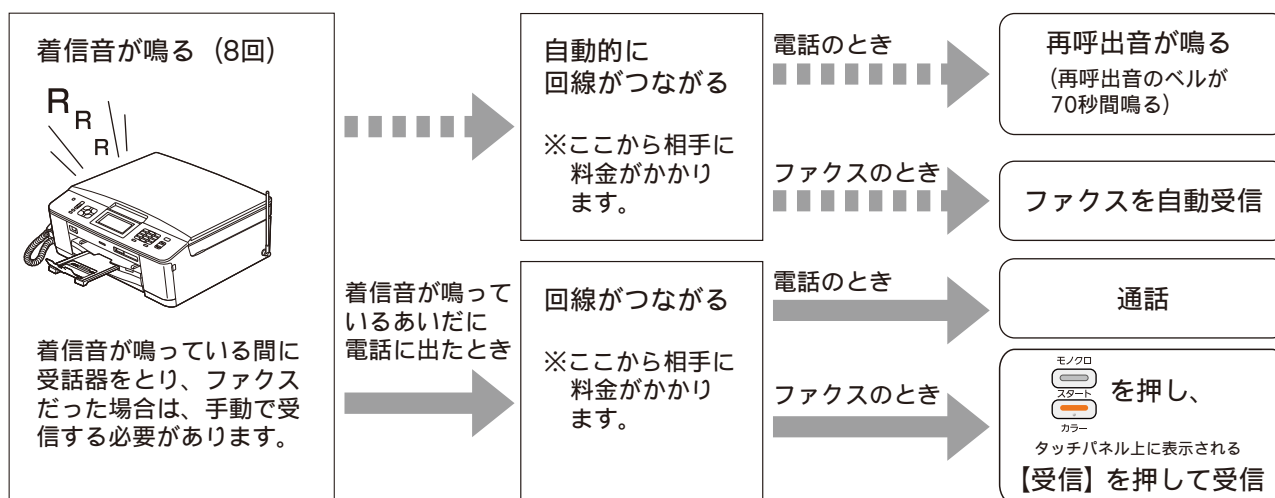 着信音が鳴る（8回）
R
R
R
着信音が鳴っている間に
受話器をとり、ファクス
だった場合は、手動で受
信する必要があります。
自動的に
回線がつながる
※ここから相手に
料金がかかり
ます。
電話のとき
再呼出音が鳴る
（再呼出音のベルが
70秒間鳴る）
ファクスのとき
ファクスを自動受信
着信音が鳴って
いるあいだに
電話に出たとき
回線がつながる
※ここから相手に
料金がかかり
ます。
電話のとき
通話
ファクスのとき
モノクロ
スタート
カラー
を押し、
タッチパネル上に表示される
【受信】を押して受信